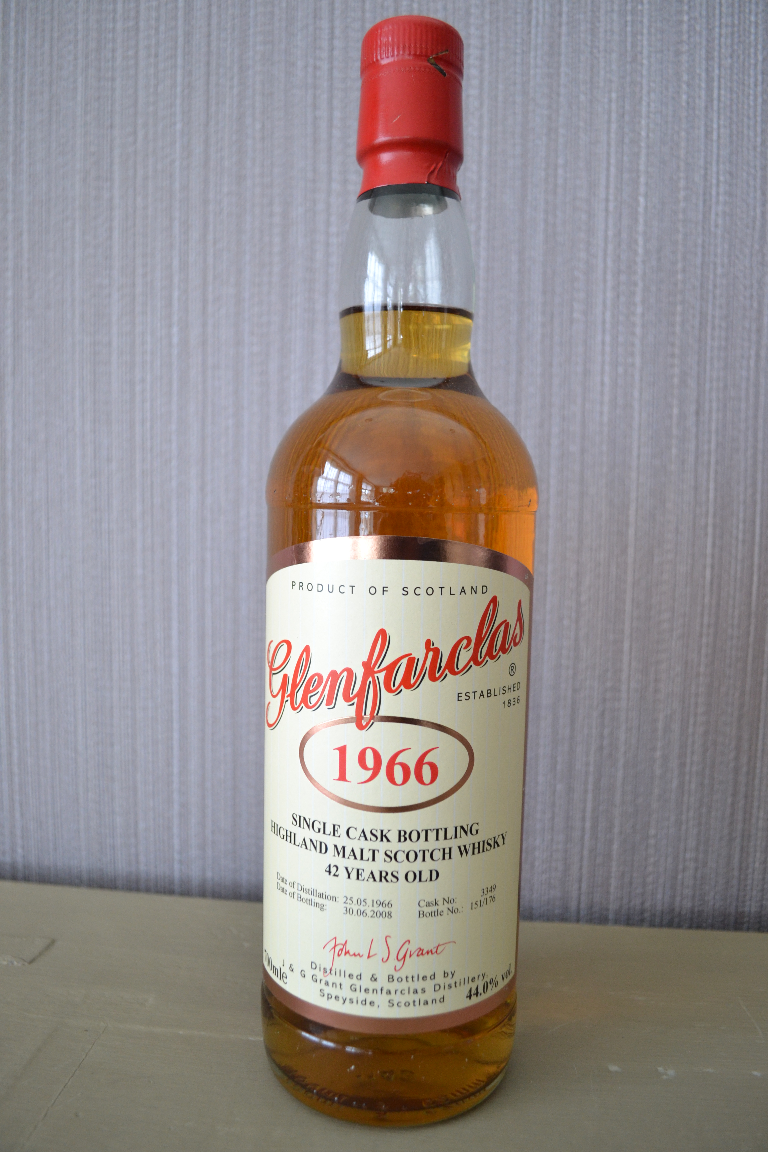 PRODUCT OF SCOTLAND
Glenfarclas
®
ESTABLISHED
1836
1966
SINGLE CASK BOTTLING
HIGHLAND MALT SCOTCH WHISKY
42 YEARS OLD
Date of Distillation: 25.05.1966 Cask No: 3349
Date of Bottling: 30.06.2008 Bottle No.: 151/176
John L S Grant
Distilled & Bottled by
J & G Grant Glenfarclas Distillery,
Speyside, Scotland
700mle 44.0% vol.